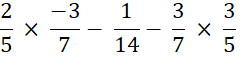 2/5 × −3/7 − 1/14 − 3/7 × 3/5